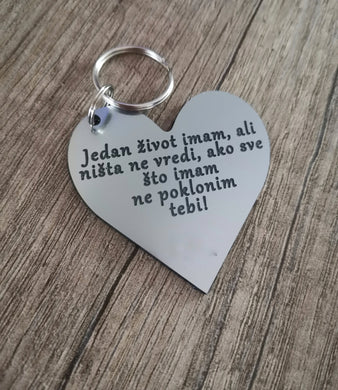 Jedan život imam, ali
ništa ne vredi, ako sve
što imam
ne poklonim
tebi!